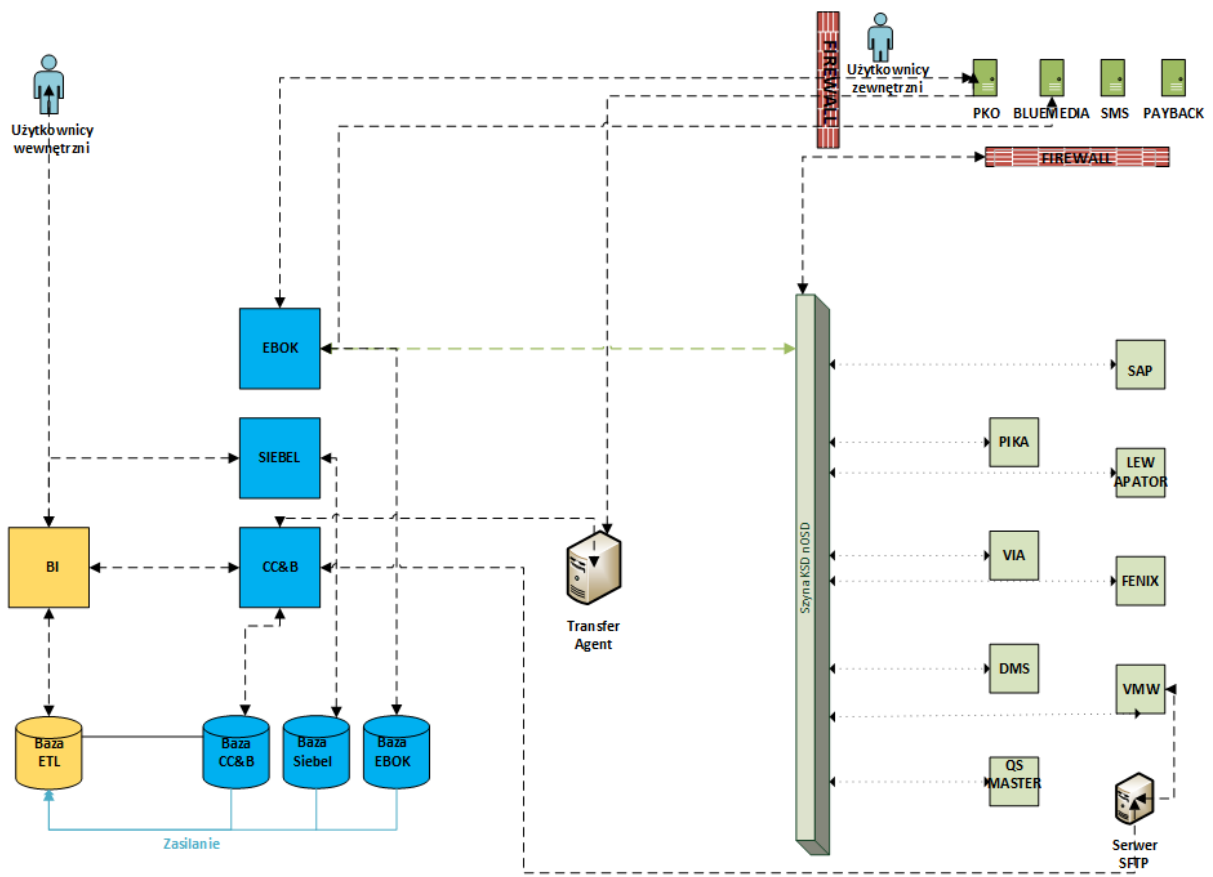 Użytkownicy
wewnętrzni
FIREWALL
Użytkownicy
zewnętrzni
PKO
BLUEMEDIA
SMS
PAYBACK
FIREWALL
EBOK
SIEBEL
BI
CC&B
Transfer
Agent
Szyna KSD nOSD
SAP
PIKA
LEW
APATOR
VIA
FENIX
DMS
VMW
QS
MASTER
Serwer
SFTP
Baza
ETL
Baza
CC&B
Baza
Siebel
Baza
EBOK
Zasilanie